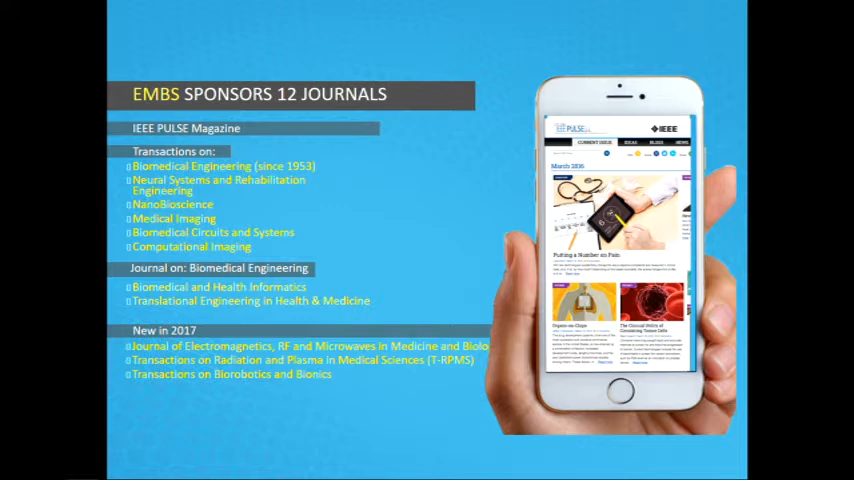 EMBS SPONSORS 12 JOURNALS
IEEE PULSE Magazine
Transactions on:
Biomedical Engineering (since 1953)
Neural Systems and Rehabilitation
Engineering
NanoBioscience
Medical Imaging
Biomedical Circuits and Systems
Computational Imaging
Journal on: Biomedical Engineering
Biomedical and Health Informatics
Translational Engineering in Health & Medicine
New in 2017
Journal of Electromagnetics, RF and Microwaves in Medicine and Biolo
Transactions on Radiation and Plasma in Medical Sciences (T-RPMS)
Transactions on Biorobotics and Bionics
PULSE
IEEE
CURRENT ISSUE IDEAS BLOGS NEWS
March 2016
Putting a Number on Pain
Organs-on-Chips
The Clinical Utility of
Circulating Tumor Cells